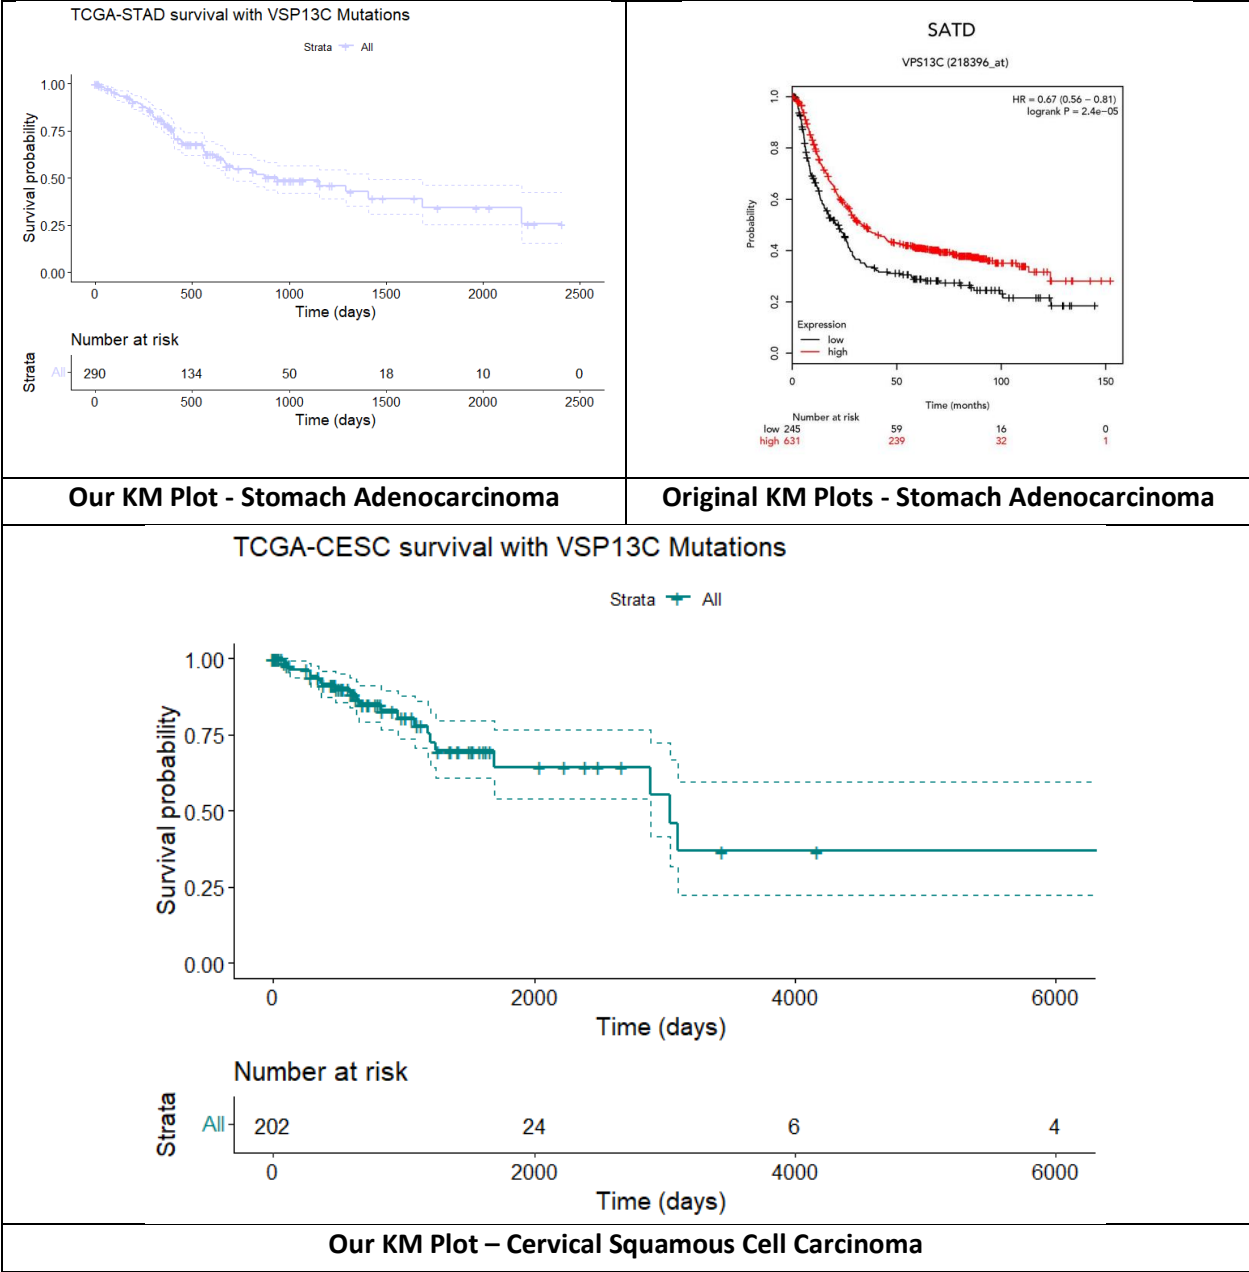 TCGA-STAD survival with VSP13C Mutations
Strata All
Survival probability
1.00
0.75
0.50
0.25
0.00
0 500 1000 1500 2000 2500
Time (days)
Number at risk
Strata
All 290 134 50 18 10 0
0 500 1000 1500 2000 2500
Time (days)
SATD
VPS13C (218396_at)
HR = 0.67 (0.56 − 0.81)
logrank P = 2.4e−05
Probability
1.0
0.8
0.6
0.4
0.2
0.0
Expression
low
high
0 50 100 150
Time (months)
Number at risk
low 245 59 16 0
high 631 239 32 1
Our KM Plot - Stomach Adenocarcinoma
Original KM Plots - Stomach Adenocarcinoma
TCGA-CESC survival with VSP13C Mutations
Strata All
Survival probability
1.00
0.75
0.50
0.25
0.00
0 2000 4000 6000
Time (days)
Number at risk
Strata
All 202 24 6 4
0 2000 4000 6000
Time (days)
Our KM Plot – Cervical Squamous Cell Carcinoma